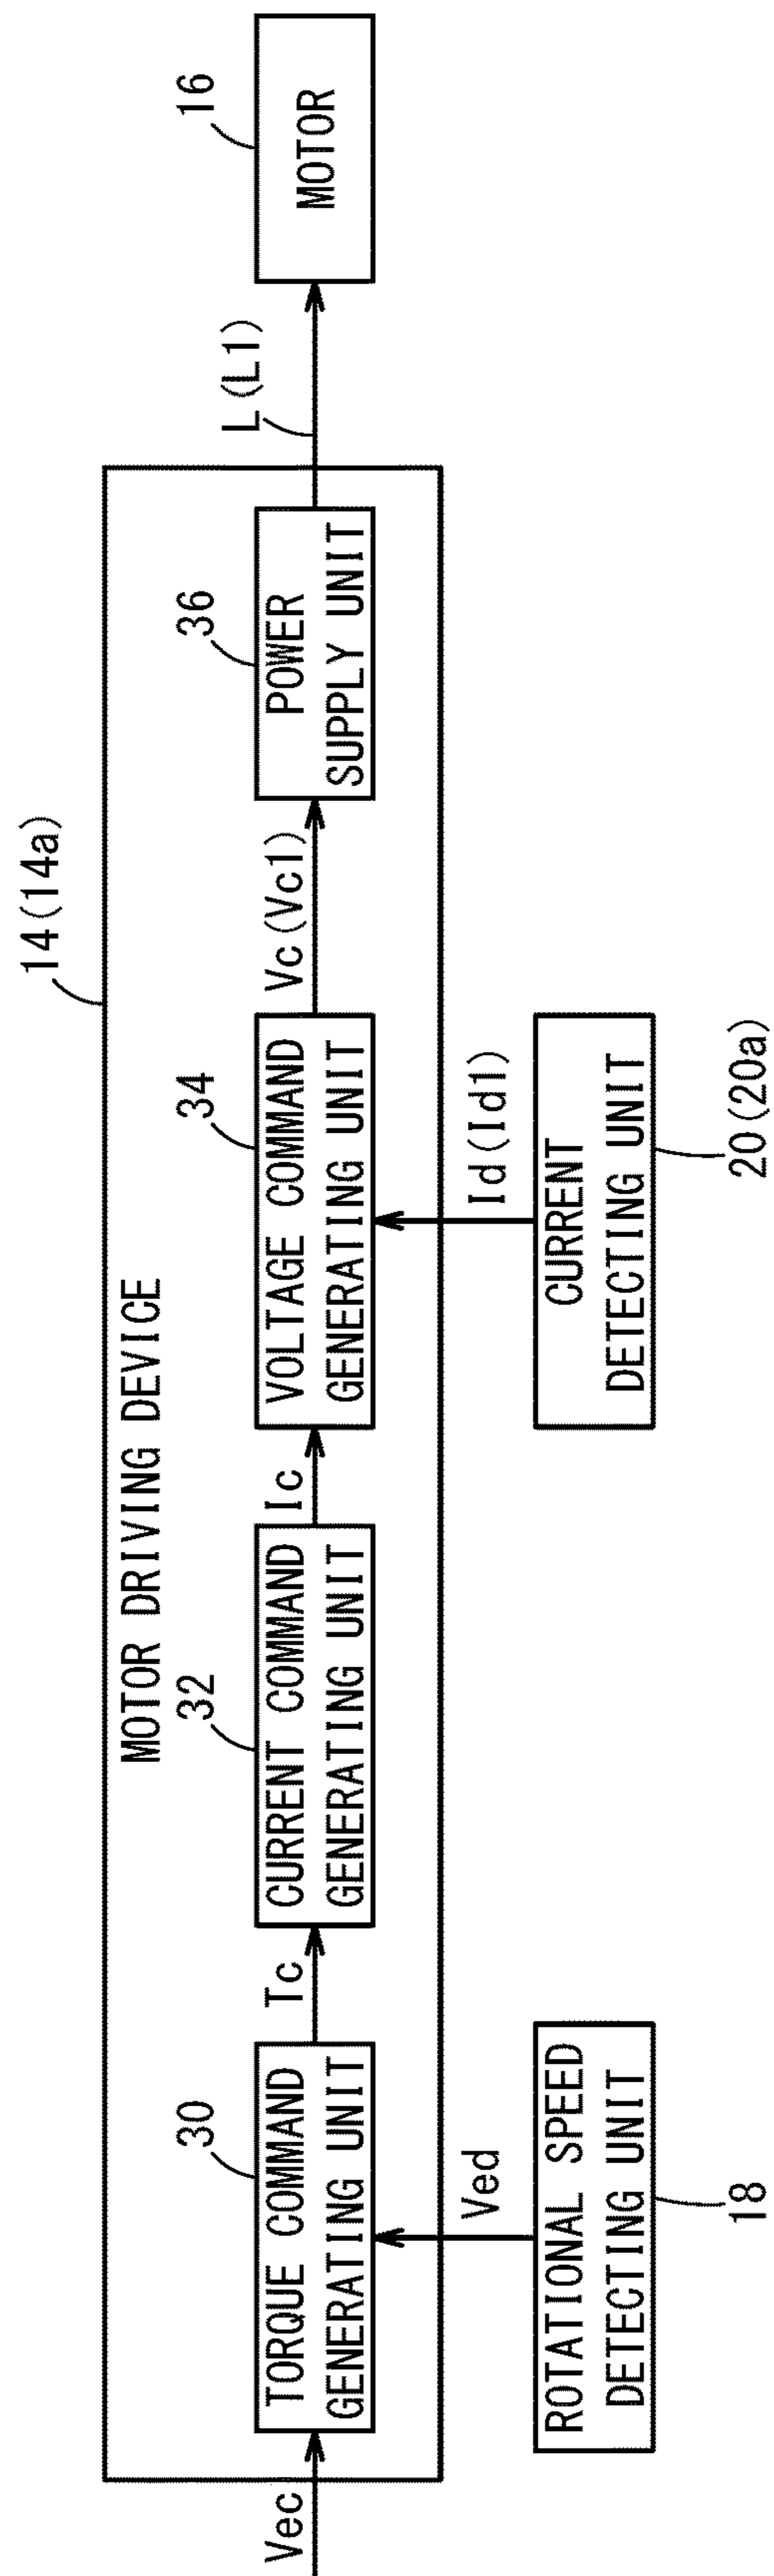 14(14a)
MOTOR DRIVING DEVICE
Vec
30
TORQUE COMMAND
GENERATING UNIT
Tc
32
CURRENT COMMAND
GENERATING UNIT
Ic
34
VOLTAGE COMMAND
GENERATING UNIT
Vc(Vc1)
36
POWER
SUPPLY UNIT
L(L1)
16
MOTOR
Ved
ROTATIONAL SPEED
DETECTING UNIT
18
Id(Id1)
CURRENT
DETECTING UNIT
20(20a)